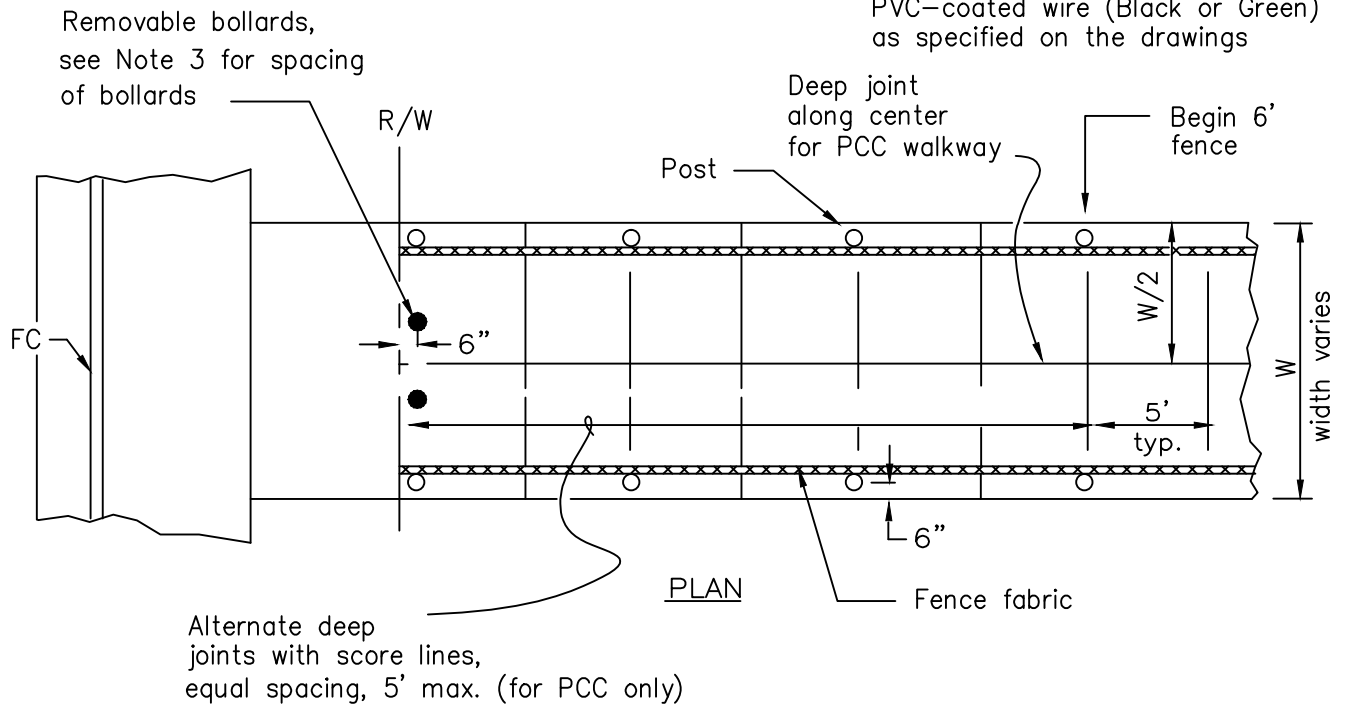 PVC-coated wire (Black or Green)
as specified on the drawings
Removable bollards,
see Note 3 for spacing
of bollards
R/W
Deep joint
along center
for PCC walkway
Begin 6'
fence
Post
FC
6"
W/2
W
width varies
5'
typ.
6"
PLAN
Fence fabric
Alternate deep
joints with score lines,
equal spacing, 5' max. (for PCC only)